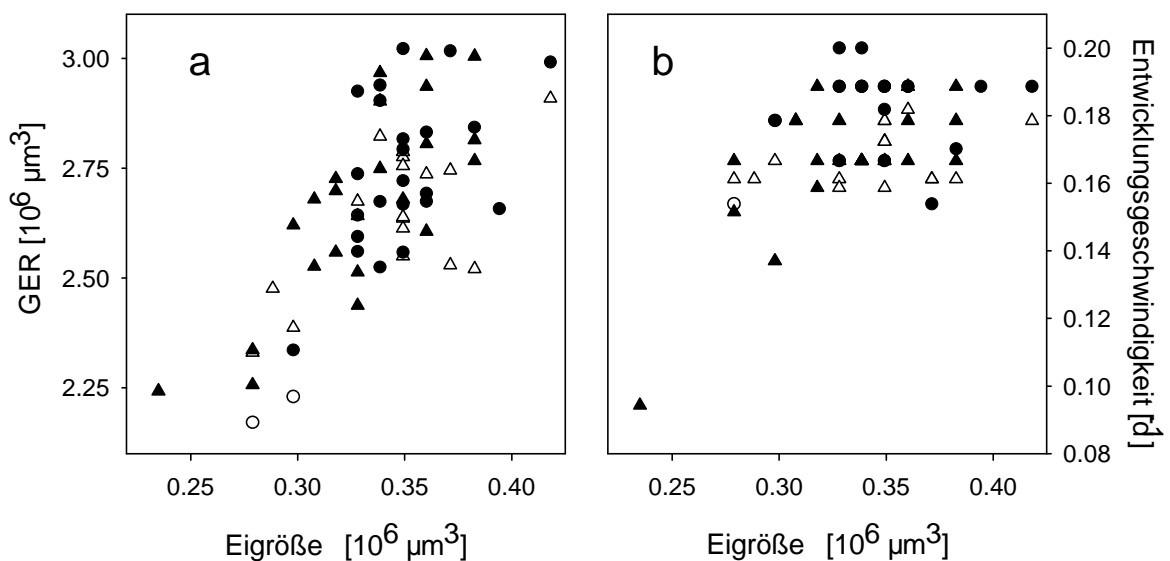 a
b
GER [10⁶ µm³]
3.00
2.75
2.50
2.25
0.25 0.30 0.35 0.40
Eigröße [10⁶ µm³]
0.25 0.30 0.35 0.40
Eigröße [10⁶ µm³]
0.20
0.18
0.16
0.14
0.12
0.10
0.08
Entwicklungsgeschwindigkeit [d⁻¹]